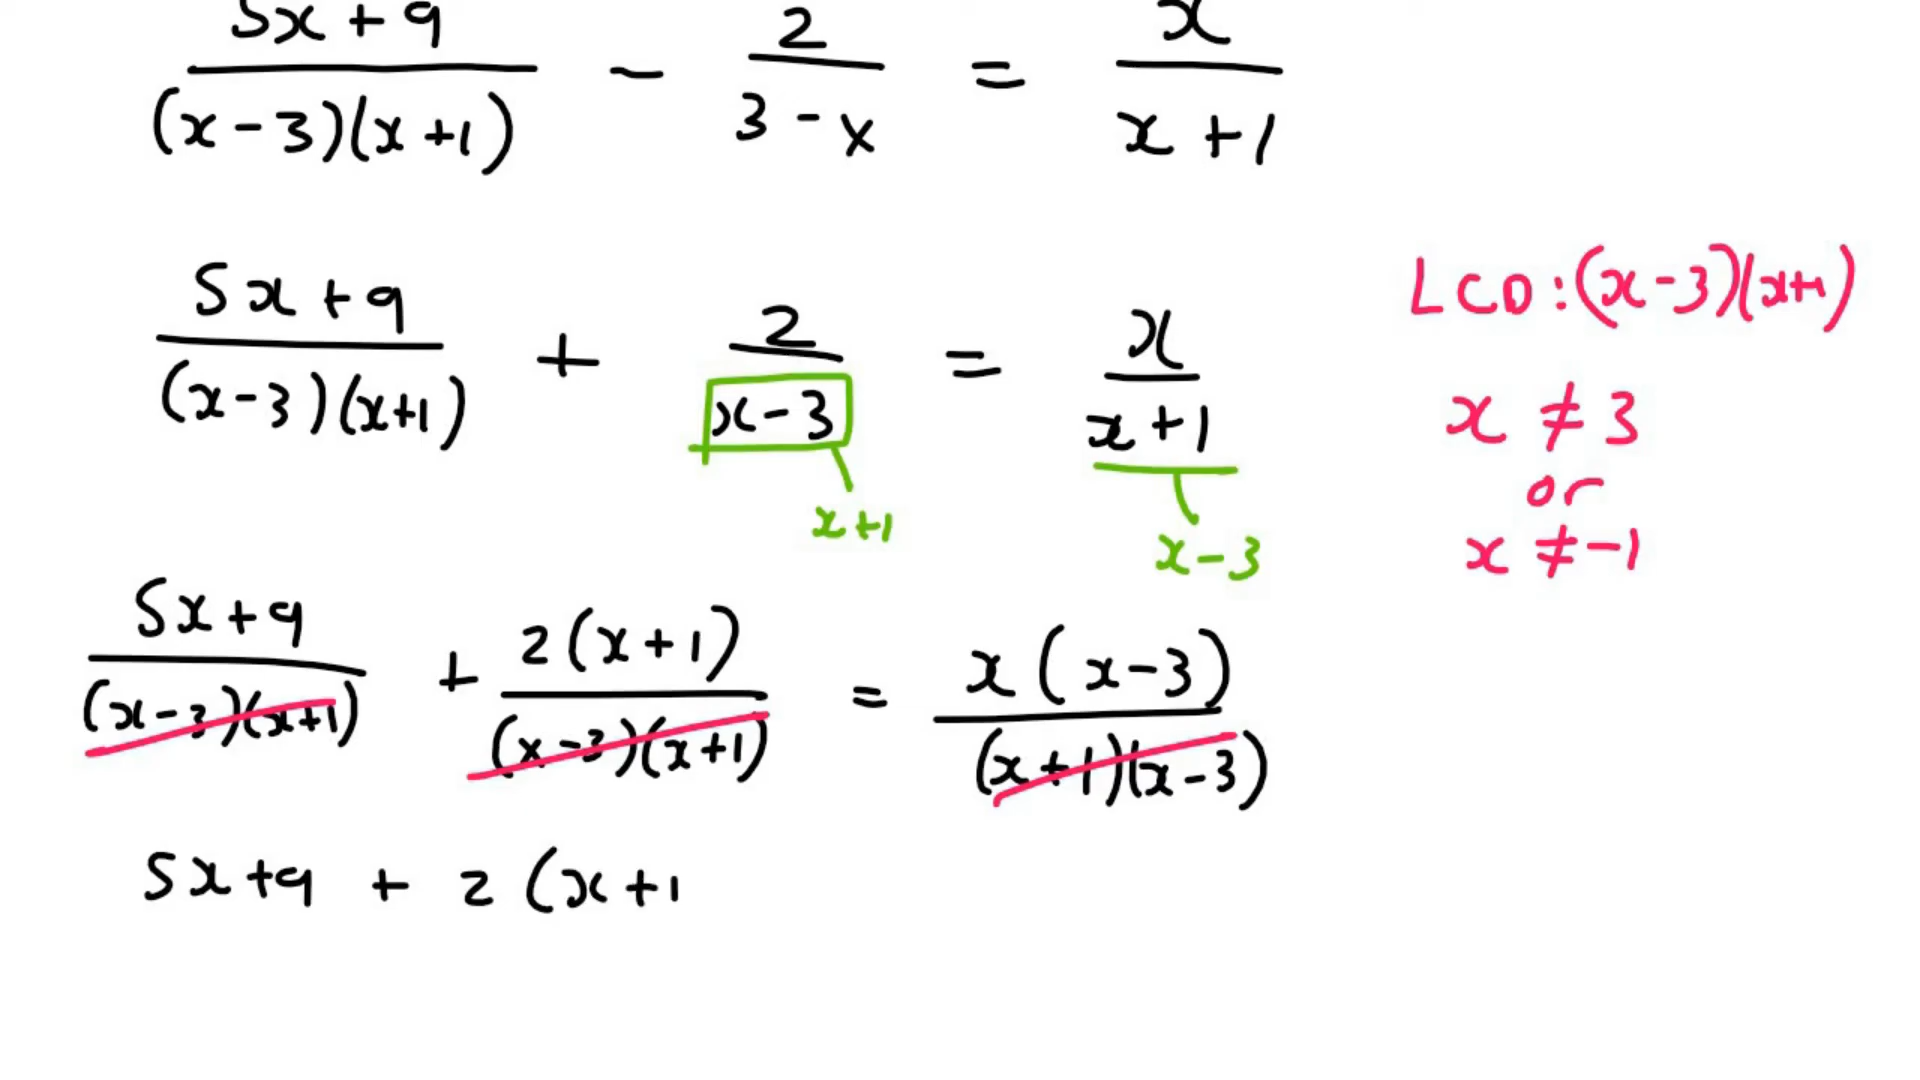 5x + 9 / (x - 3)(x + 1) - 2 / 3 - x = x / x + 1
5x + 9 / (x - 3)(x + 1) + 2 / x - 3 = x / x + 1
x + 1
x - 3
LCD: (x - 3)(x + 1)
x ≠ 3
or
x ≠ -1
5x + 9 / (x - 3)(x + 1) + 2(x + 1) / (x - 3)(x + 1) = x(x - 3) / (x + 1)(x - 3)
5x + 9 + 2(x + 1